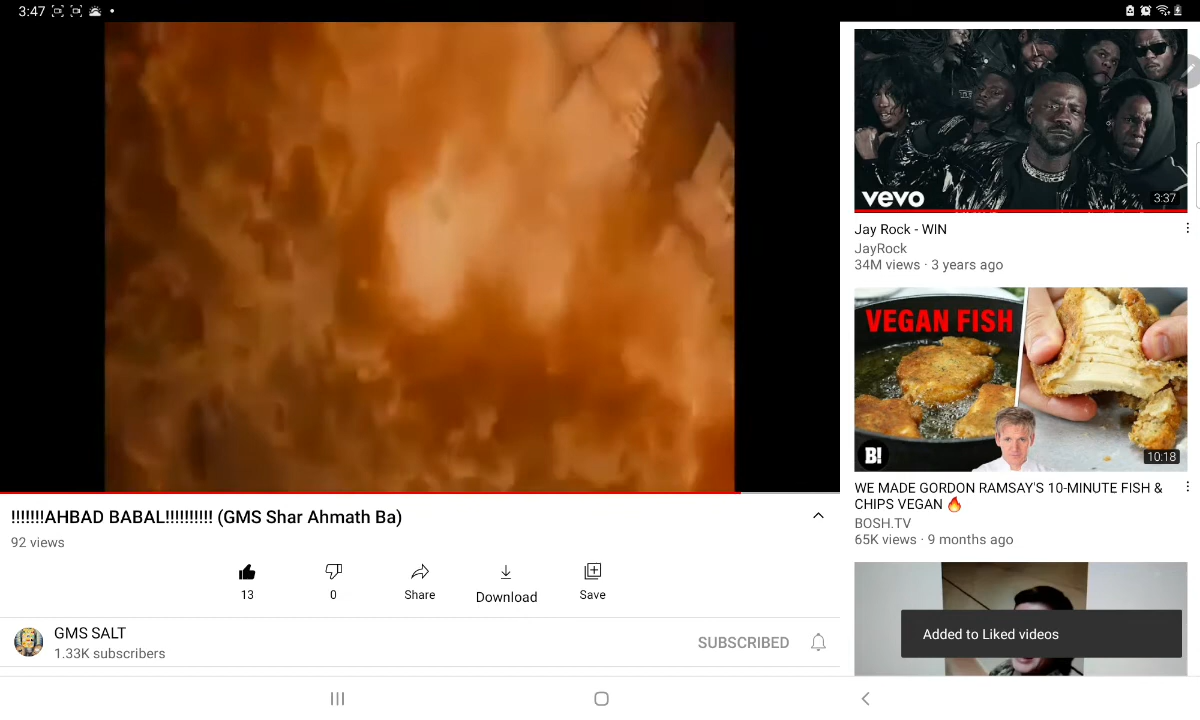 3:47
vevo
3:37
Jay Rock - WIN
JayRock
34M views · 3 years ago
VEGAN FISH
B!
10:18
WE MADE GORDON RAMSAY'S 10-MINUTE FISH &
CHIPS VEGAN 🔥
BOSH.TV
65K views · 9 months ago
!!!!!!!AHBAD BABAL!!!!!!!!!! (GMS Shar Ahmath Ba)
92 views
13
0
Share
Download
Save
GMS SALT
1.33K subscribers
SUBSCRIBED
Added to Liked videos